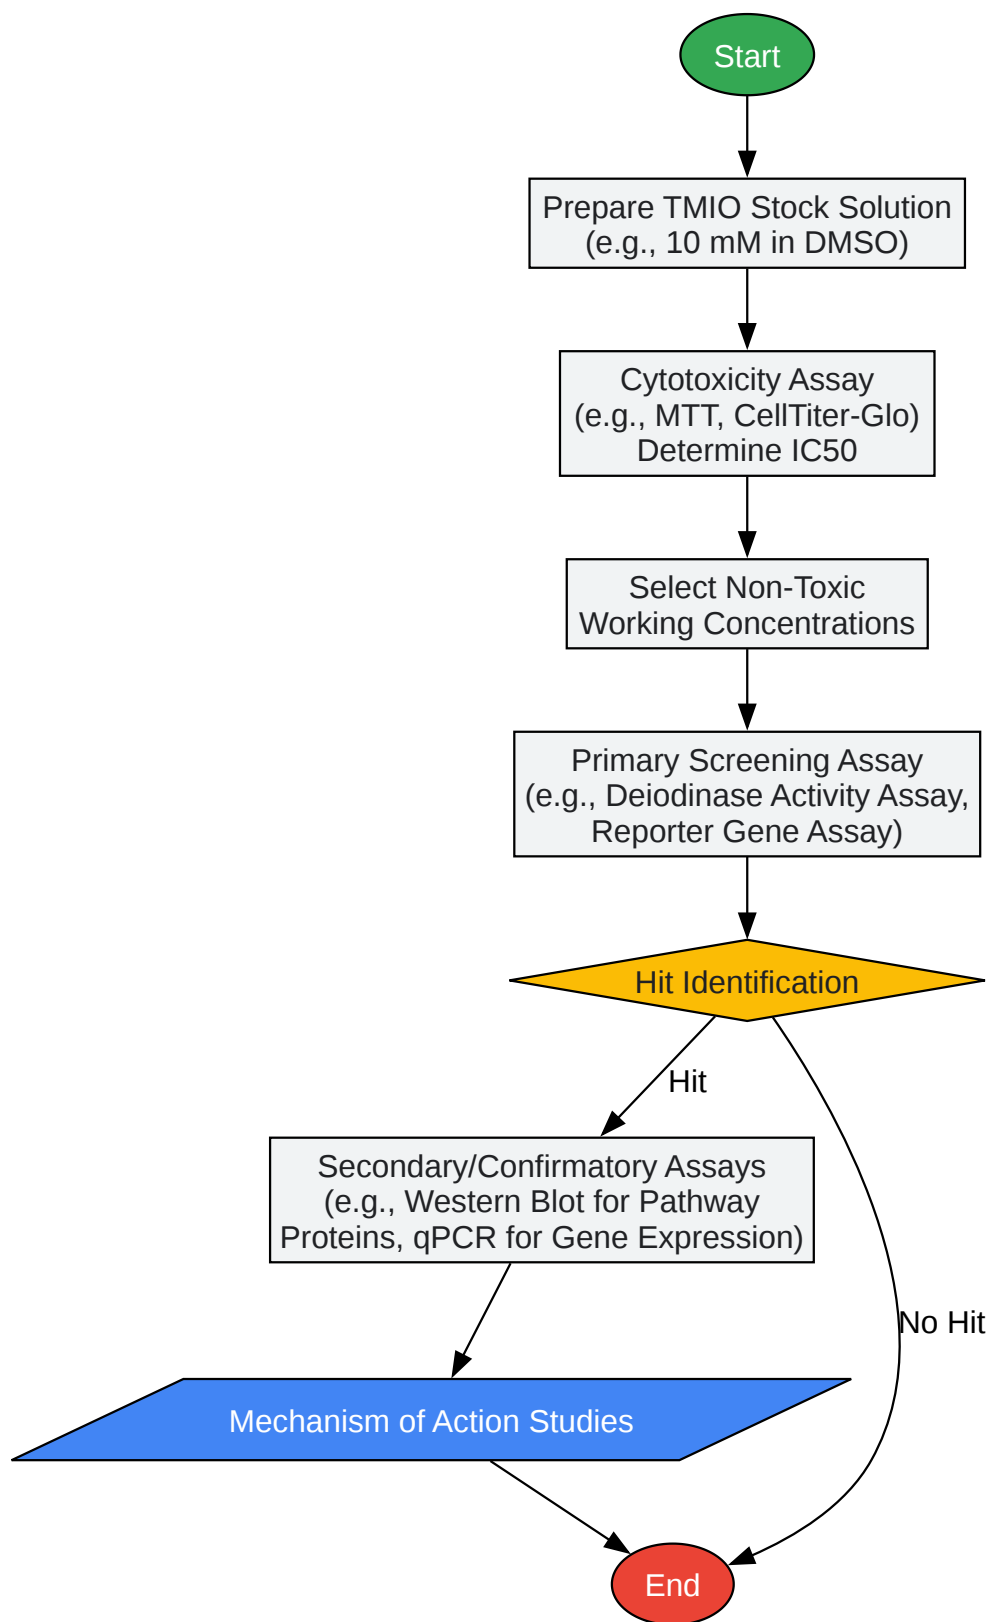 Start
Prepare TMIO Stock Solution
(e.g., 10 mM in DMSO)
Cytotoxicity Assay
(e.g., MTT, CellTiter-Glo)
Determine IC50
Select Non-Toxic
Working Concentrations
Primary Screening Assay
(e.g., Deiodinase Activity Assay,
Reporter Gene Assay)
Hit Identification
Hit
Secondary/Confirmatory Assays
(e.g., Western Blot for Pathway
Proteins, qPCR for Gene Expression)
No Hit
Mechanism of Action Studies
End